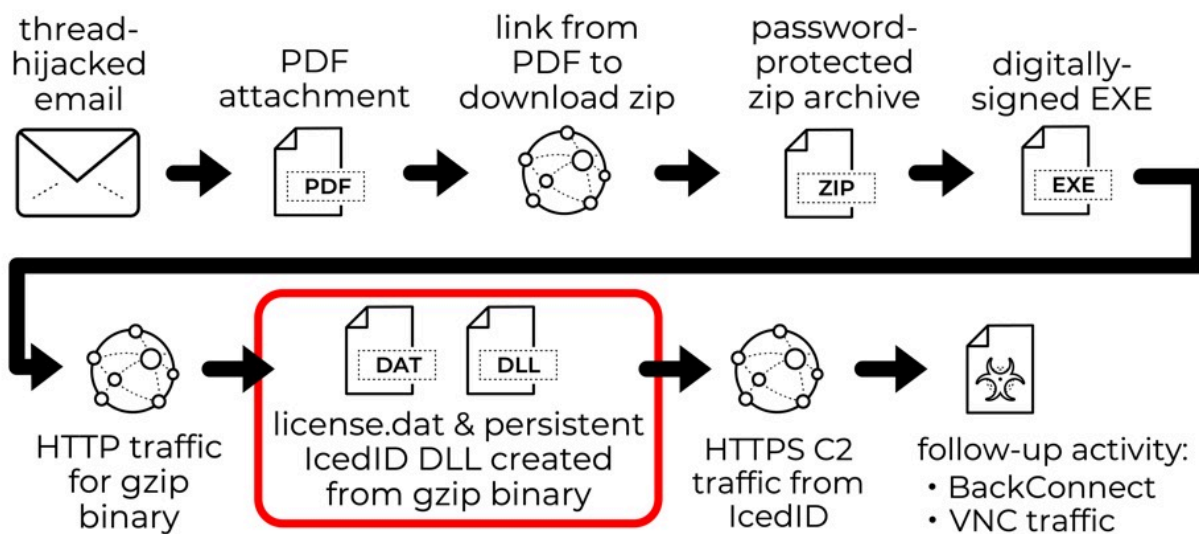 thread-
hijacked
email
PDF
attachment
link from
PDF to
download zip
password-
protected
zip archive
digitally-
signed EXE
PDF
ZIP
EXE
DAT
DLL
HTTP traffic
for gzip
binary
license.dat & persistent
IcedID DLL created
from gzip binary
HTTPS C2
traffic from
IcedID
follow-up activity:
• BackConnect
• VNC traffic